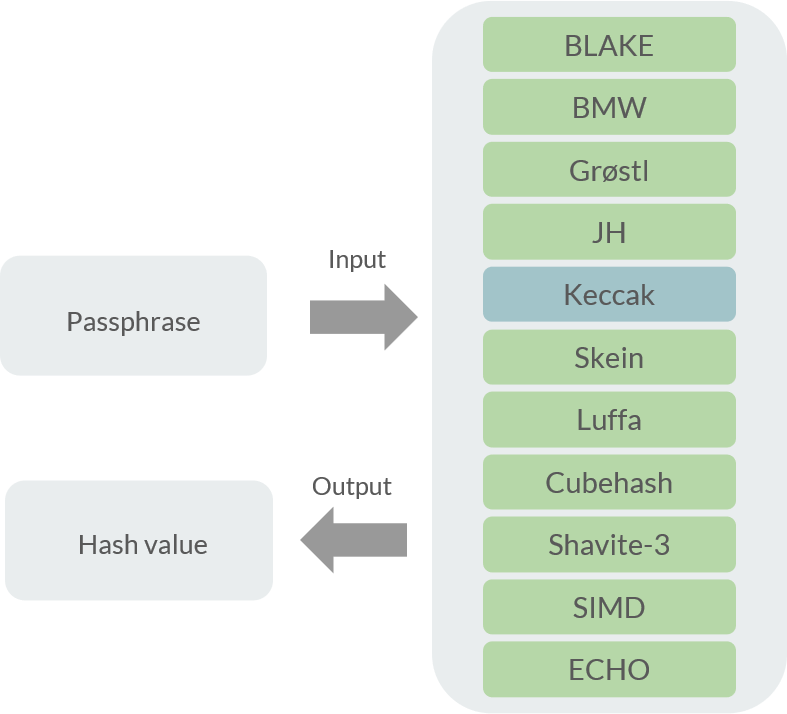 BLAKE
BMW
Grøstl
JH
Input
Keccak
Passphrase
Skein
Luffa
Output
Cubehash
Hash value
Shavite-3
SIMD
ECHO